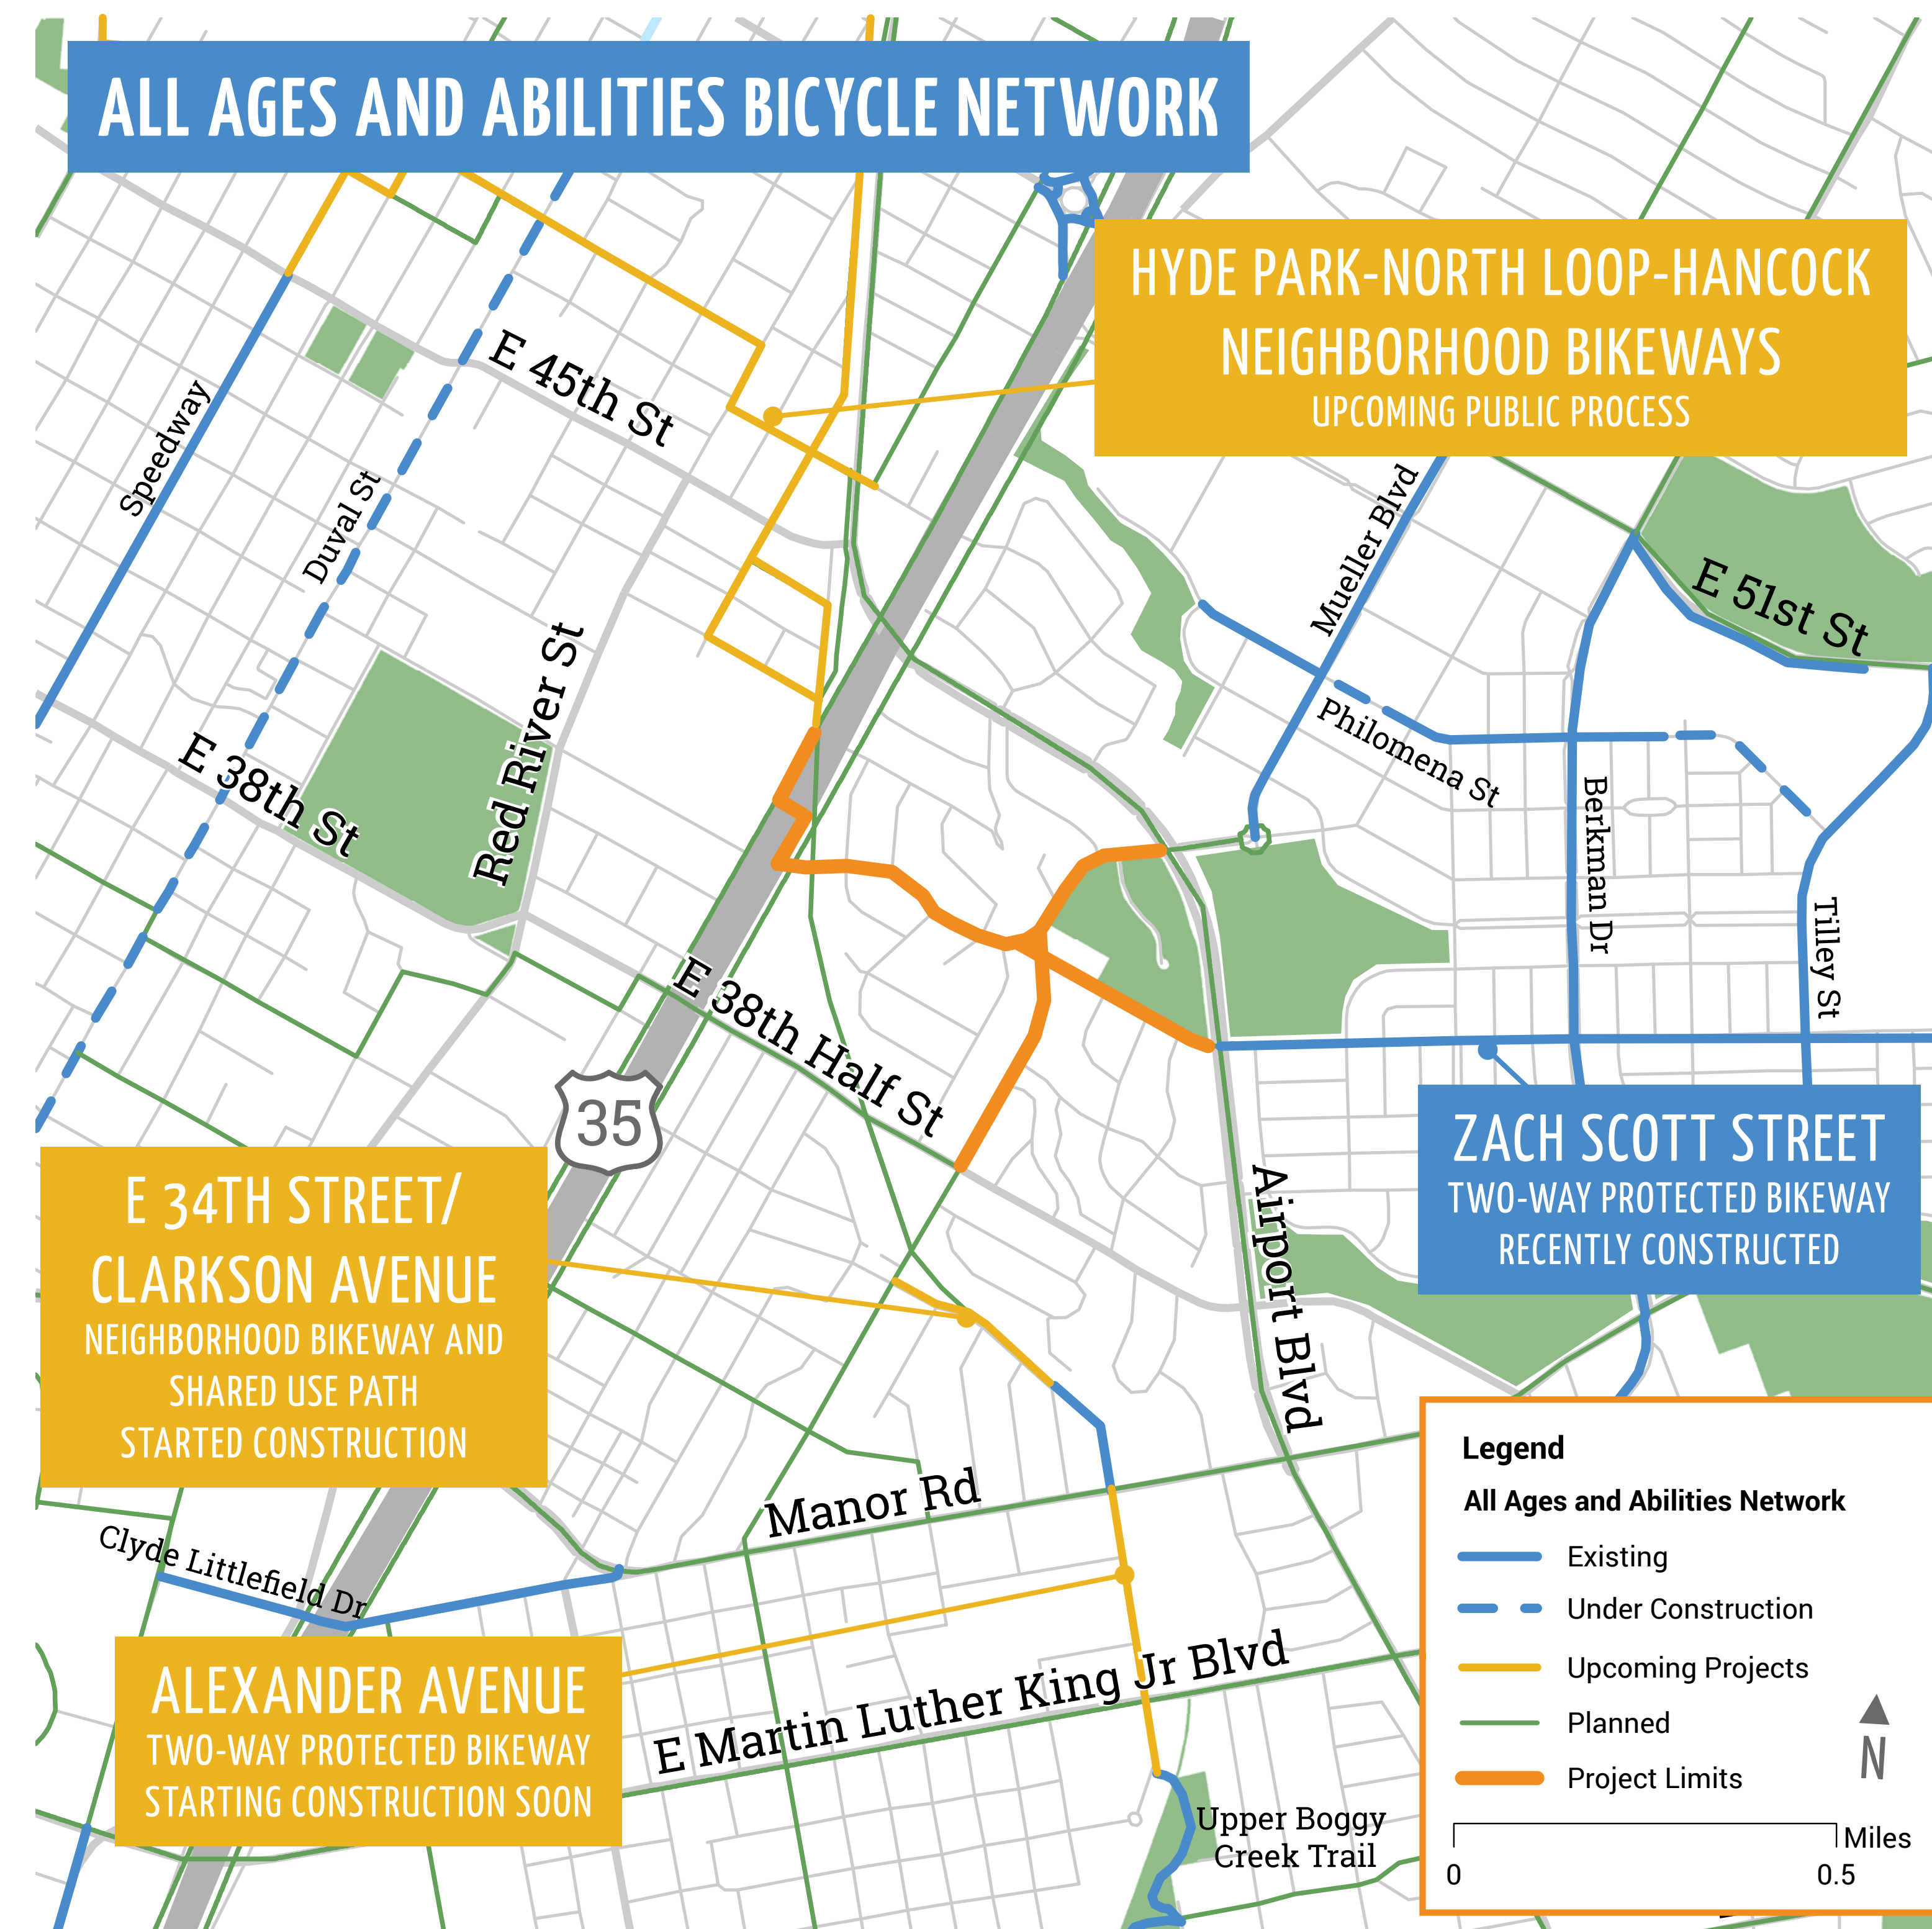 ALL AGES AND ABILITIES BICYCLE NETWORK
HYDE PARK-NORTH LOOP-HANCOCK
NEIGHBORHOOD BIKEWAYS
UPCOMING PUBLIC PROCESS
E 45th St
Speedway
Duval St
Mueller Blvd
E 51st St
Red River St
Philomena St
E 38th St
Berkman Dr
Tilley St
E 38th Half St
35
ZACH SCOTT STREET
TWO-WAY PROTECTED BIKEWAY
RECENTLY CONSTRUCTED
E 34TH STREET/
CLARKSON AVENUE
NEIGHBORHOOD BIKEWAY AND
SHARED USE PATH
STARTED CONSTRUCTION
Airport Blvd
Manor Rd
Clyde Littlefield Dr
ALEXANDER AVENUE
TWO-WAY PROTECTED BIKEWAY
STARTING CONSTRUCTION SOON
E Martin Luther King Jr Blvd
Upper Boggy
Creek Trail
Legend
All Ages and Abilities Network
Existing
Under Construction
Upcoming Projects
Planned
Project Limits
N
Miles
0 0.5